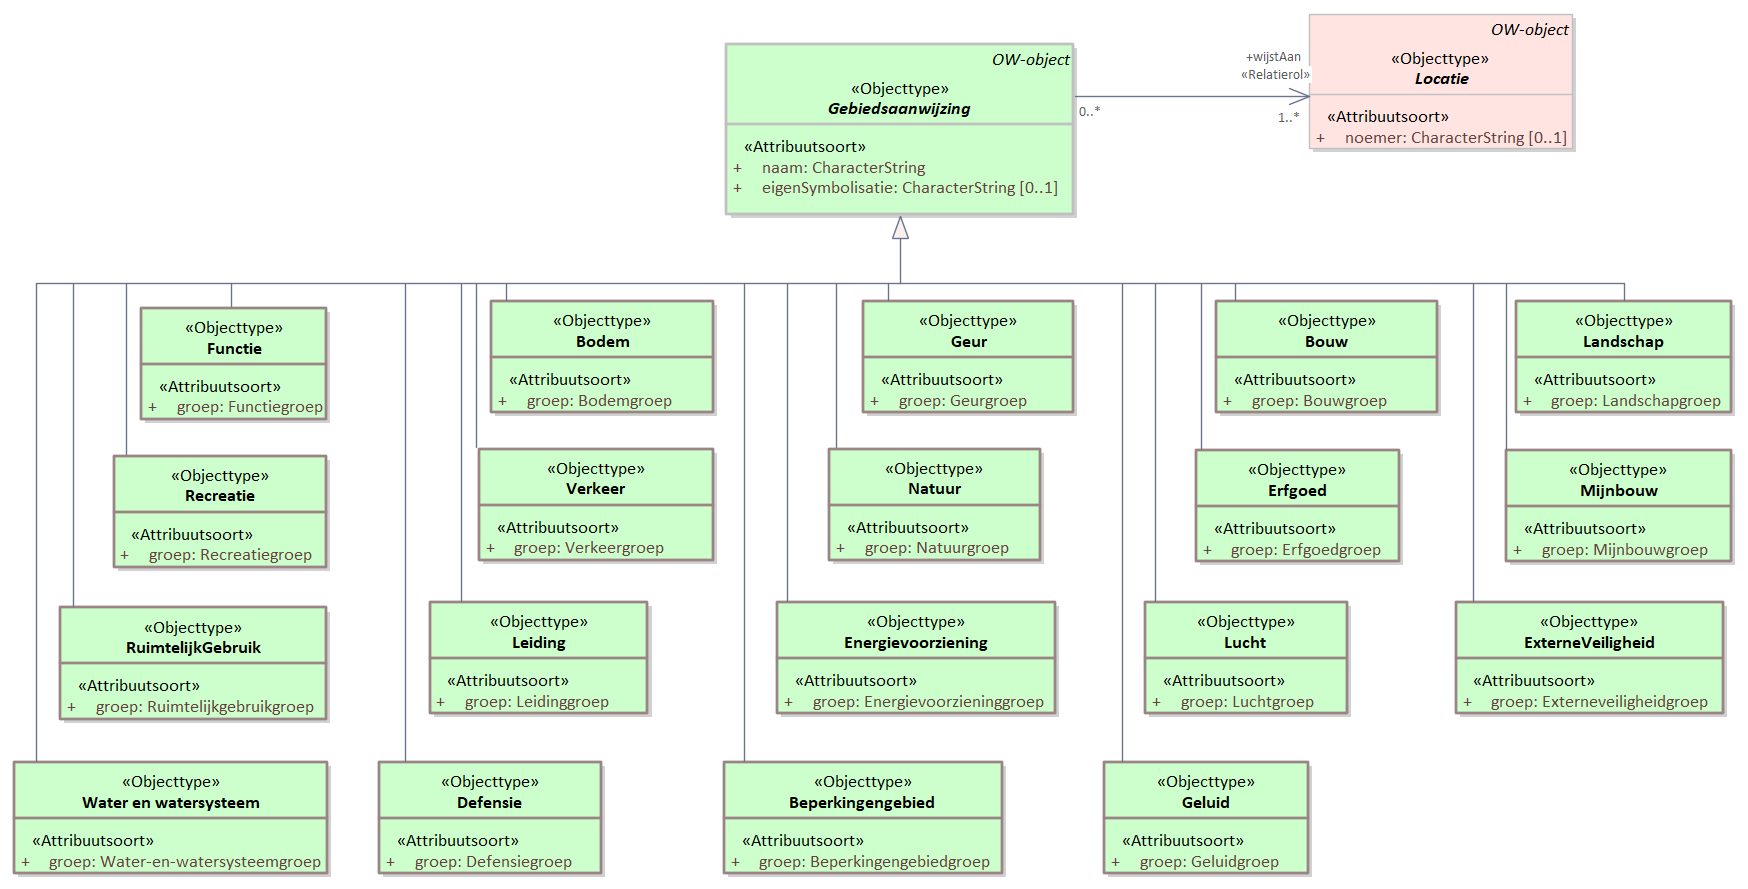 OW-object
«Objecttype»
Gebiedsaanwijzing
«Attribuutsoort»
+ naam: CharacterString
+ eigenSymbolisatie: CharacterString [0..1]
+wijstAan
«Relatierol»
0..*
1..*
OW-object
«Objecttype»
Locatie
«Attribuutsoort»
+ noemer: CharacterString [0..1]
«Objecttype»
Functie
«Attribuutsoort»
+ groep: Functiegroep
«Objecttype»
Bodem
«Attribuutsoort»
+ groep: Bodemgroep
«Objecttype»
Geur
«Attribuutsoort»
+ groep: Geurgroep
«Objecttype»
Bouw
«Attribuutsoort»
+ groep: Bouwgroep
«Objecttype»
Landschap
«Attribuutsoort»
+ groep: Landschapgroep
«Objecttype»
Recreatie
«Attribuutsoort»
+ groep: Recreatiegroep
«Objecttype»
Verkeer
«Attribuutsoort»
+ groep: Verkeergroep
«Objecttype»
Natuur
«Attribuutsoort»
+ groep: Natuurgroep
«Objecttype»
Erfgoed
«Attribuutsoort»
+ groep: Erfgoedgroep
«Objecttype»
Mijnbouw
«Attribuutsoort»
+ groep: Mijnbouwgroep
«Objecttype»
RuimtelijkGebruik
«Attribuutsoort»
+ groep: Ruimtelijkgebruikgroep
«Objecttype»
Leiding
«Attribuutsoort»
+ groep: Leidinggroep
«Objecttype»
Energievoorziening
«Attribuutsoort»
+ groep: Energievoorzieninggroep
«Objecttype»
Lucht
«Attribuutsoort»
+ groep: Luchtgroep
«Objecttype»
ExterneVeiligheid
«Attribuutsoort»
+ groep: Externeveiligheidgroep
«Objecttype»
Water en watersysteem
«Attribuutsoort»
+ groep: Water-en-watersysteemgroep
«Objecttype»
Defensie
«Attribuutsoort»
+ groep: Defensiegroep
«Objecttype»
Beperkingengebied
«Attribuutsoort»
+ groep: Beperkingengebiedgroep
«Objecttype»
Geluid
«Attribuutsoort»
+ groep: Geluidgroep